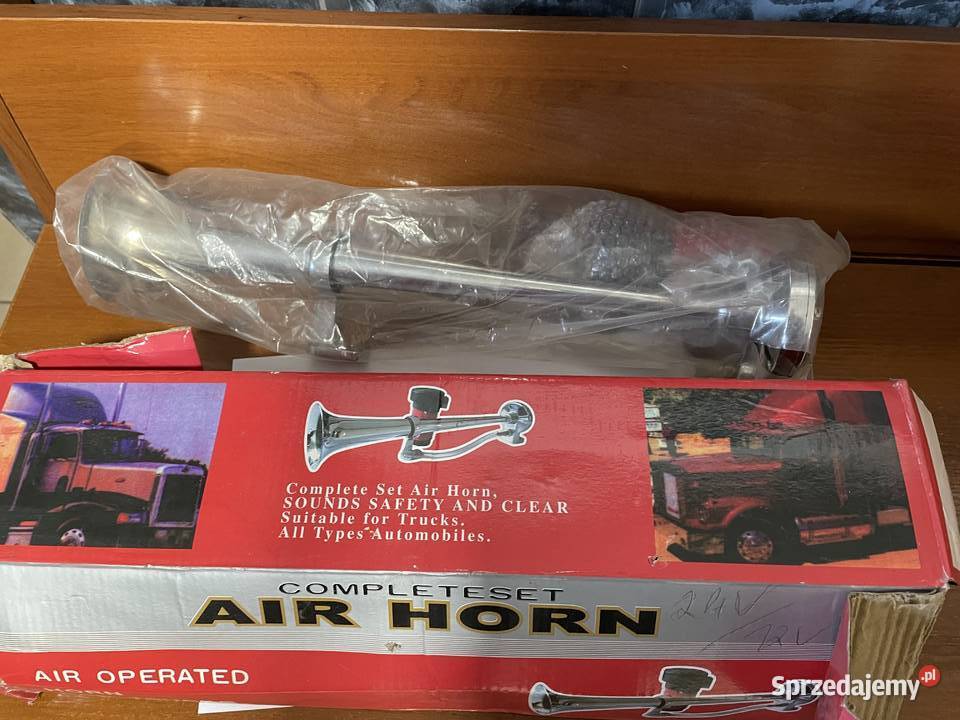 Complete Set Air Horn,
SOUNDS SAFETY AND CLEAR
Suitable for Trucks.
All Types Automobiles.
COMPLETESET
AIR HORN
24V
12V
AIR OPERATED
Sprzedajemy.pl